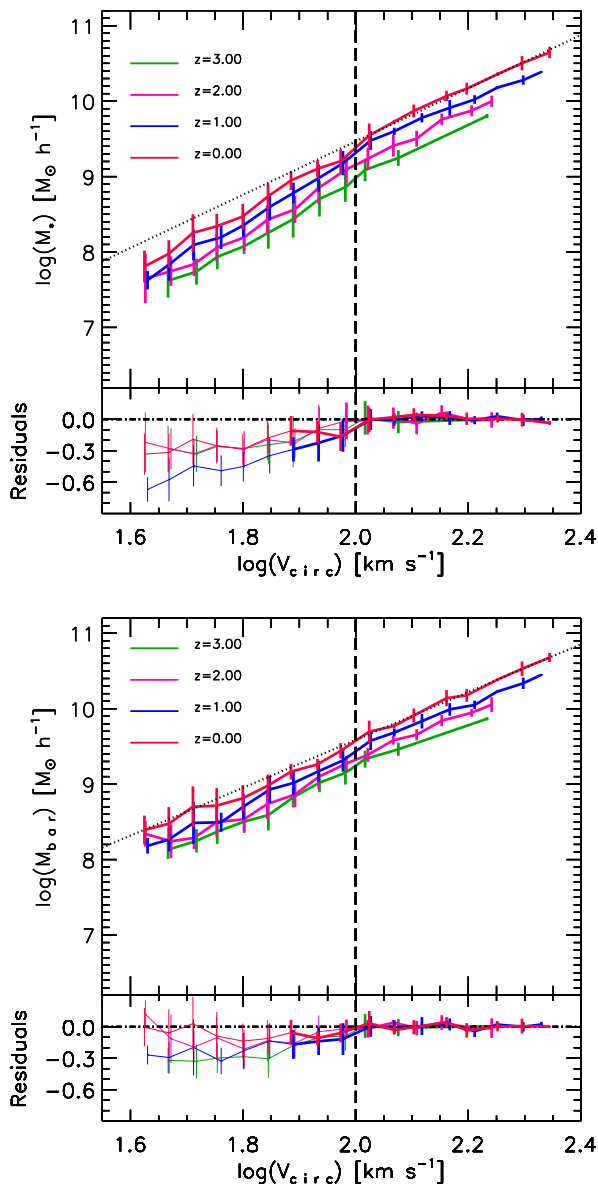 11
10
9
8
7
log(M*) [M⊙ h⁻¹]
z=3.00
z=2.00
z=1.00
z=0.00
0.0
−0.3
−0.6
Residuals
1.6 1.8 2.0 2.2 2.4
log(Vcirc) [km s⁻¹]
11
10
9
8
7
log(Mbar) [M⊙ h⁻¹]
z=3.00
z=2.00
z=1.00
z=0.00
0.0
−0.3
−0.6
Residuals
1.6 1.8 2.0 2.2 2.4
log(Vcirc) [km s⁻¹]